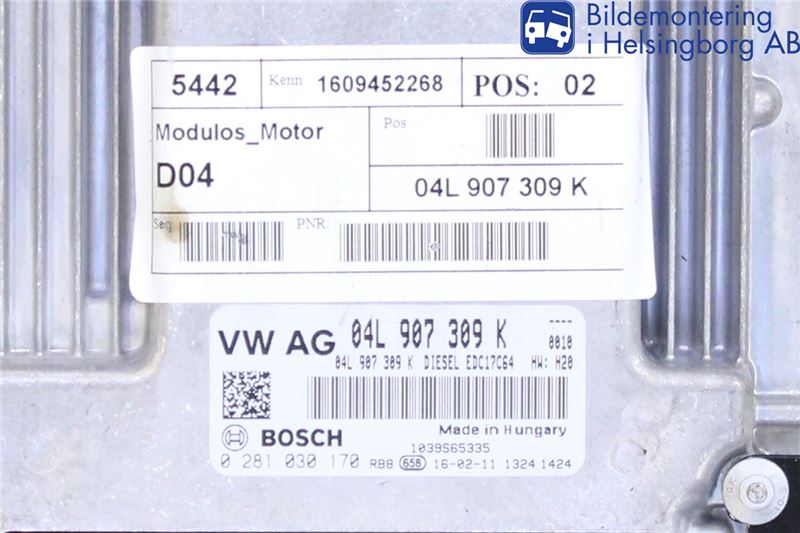 Bildemontering
i Helsingborg AB
5442 Kenn 1609452268 POS: 02
Modulos_Motor Pos
D04 04L 907 309 K
Seq PNR:
VW AG 04L 907 309 K ---- 0010
04L 907 309 K DIESEL EDC17C64 HW: H20
BOSCH Made in Hungary
1039S65335
0 281 030 170 RBB 658 16-02-11 1324 1424